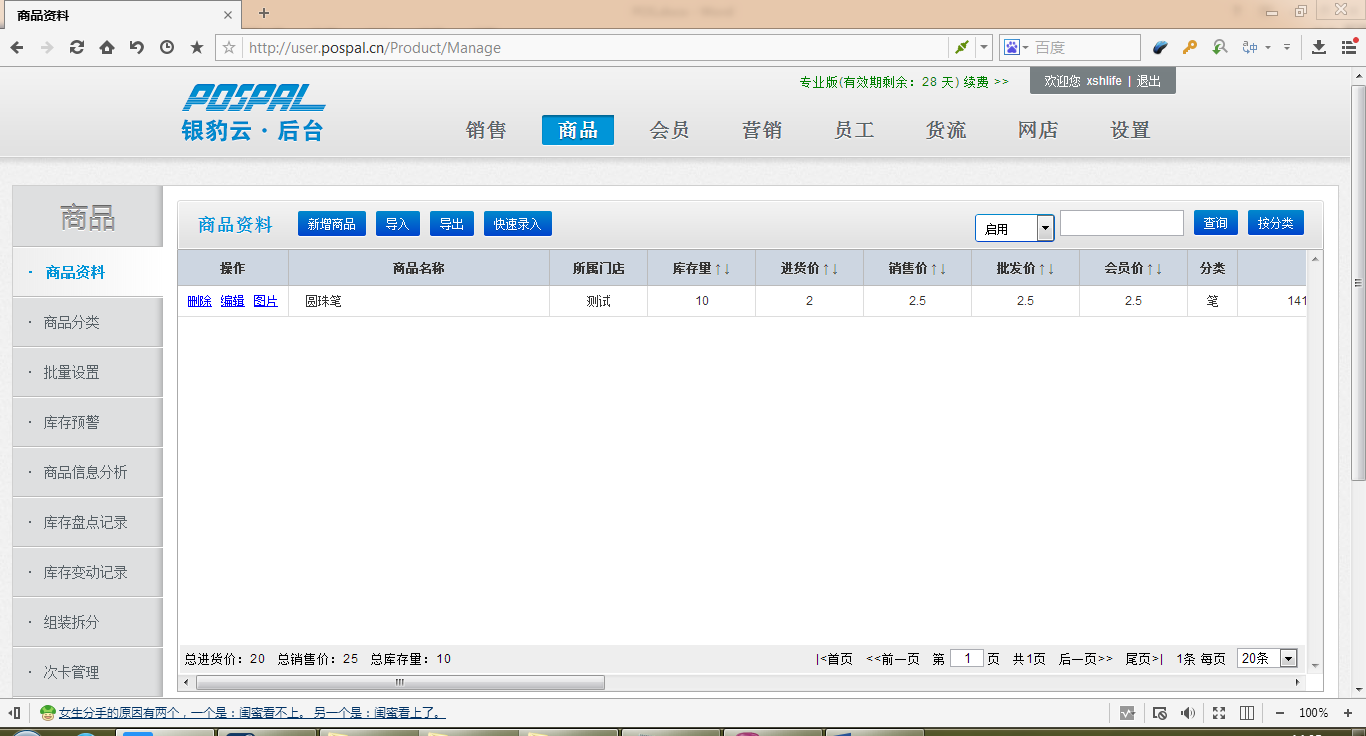 商品资料
http://user.pospal.cn/Product/Manage
百度
专业版(有效期剩余：28 天) 续费 >>
欢迎您 xshlife | 退出
POSPAL
银豹云·后台
销售 商品 会员 营销 员工 货流 网店 设置
商品
· 商品资料
· 商品分类
· 批量设置
· 库存预警
· 商品信息分析
· 库存盘点记录
· 库存变动记录
· 组装拆分
· 次卡管理
商品资料 新增商品 导入 导出 快速录入 启用 查询 按分类
操作 商品名称 所属门店 库存量↑↓ 进货价↑↓ 销售价↑↓ 批发价↑↓ 会员价↑↓ 分类
删除 编辑 图片 圆珠笔 测试 10 2 2.5 2.5 2.5 笔 141
总进货价：20 总销售价：25 总库存量：10
|<首页 <<前一页 第 1 页 共1页 后一页>> 尾页>| 1条 每页 20条
女生分手的原因有两个，一个是：闺蜜看不上。 另一个是：闺蜜看上了。
100%